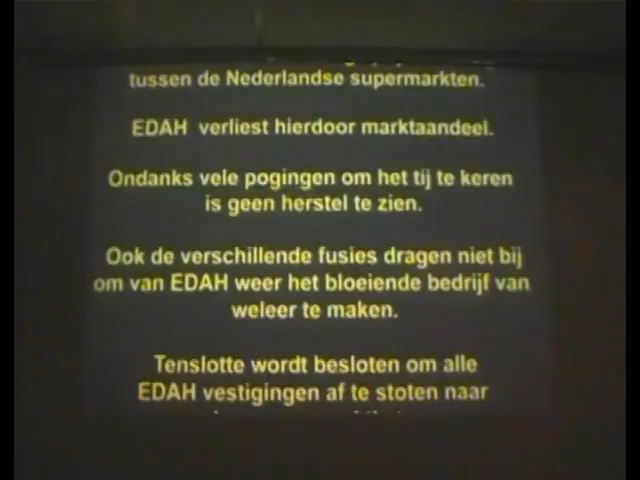 tussen de Nederlandse supermarkten.
EDAH verliest hierdoor marktaandeel.
Ondanks vele pogingen om het tij te keren
is geen herstel te zien.
Ook de verschillende fusies dragen niet bij
om van EDAH weer het bloeiende bedrijf van
weleer te maken.
Tenslotte wordt besloten om alle
EDAH vestigingen af te stoten naar